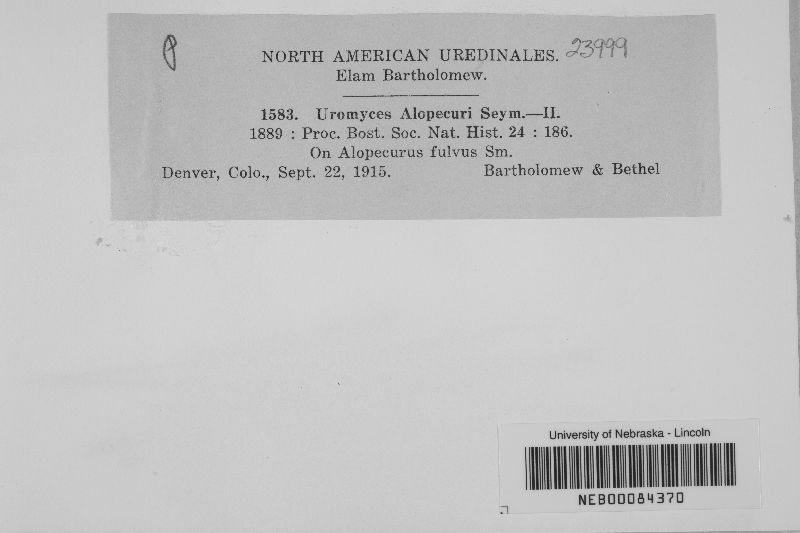 NORTH AMERICAN UREDINALES. 23999
Elam Bartholomew.
1583. Uromyces Alopecuri Seym.—II.
1889 : Proc. Bost. Soc. Nat. Hist. 24 : 186.
On Alopecurus fulvus Sm.
Denver, Colo., Sept. 22, 1915. Bartholomew & Bethel
University of Nebraska - Lincoln
NEB00084370